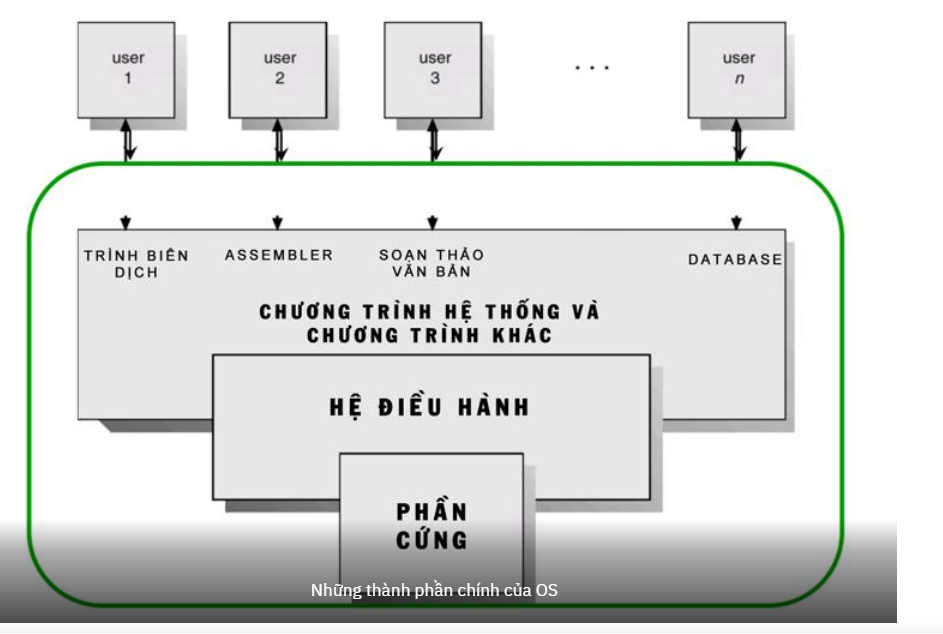 user
1
user
2
user
3
. . .
user
n
TRÌNH BIÊN
DỊCH
ASSEMBLER
SOẠN THẢO
VĂN BẢN
DATABASE
CHƯƠNG TRÌNH HỆ THỐNG VÀ
CHƯƠNG TRÌNH KHÁC
HỆ ĐIỀU HÀNH
PHẦN
CỨNG
Những thành phần chính của OS